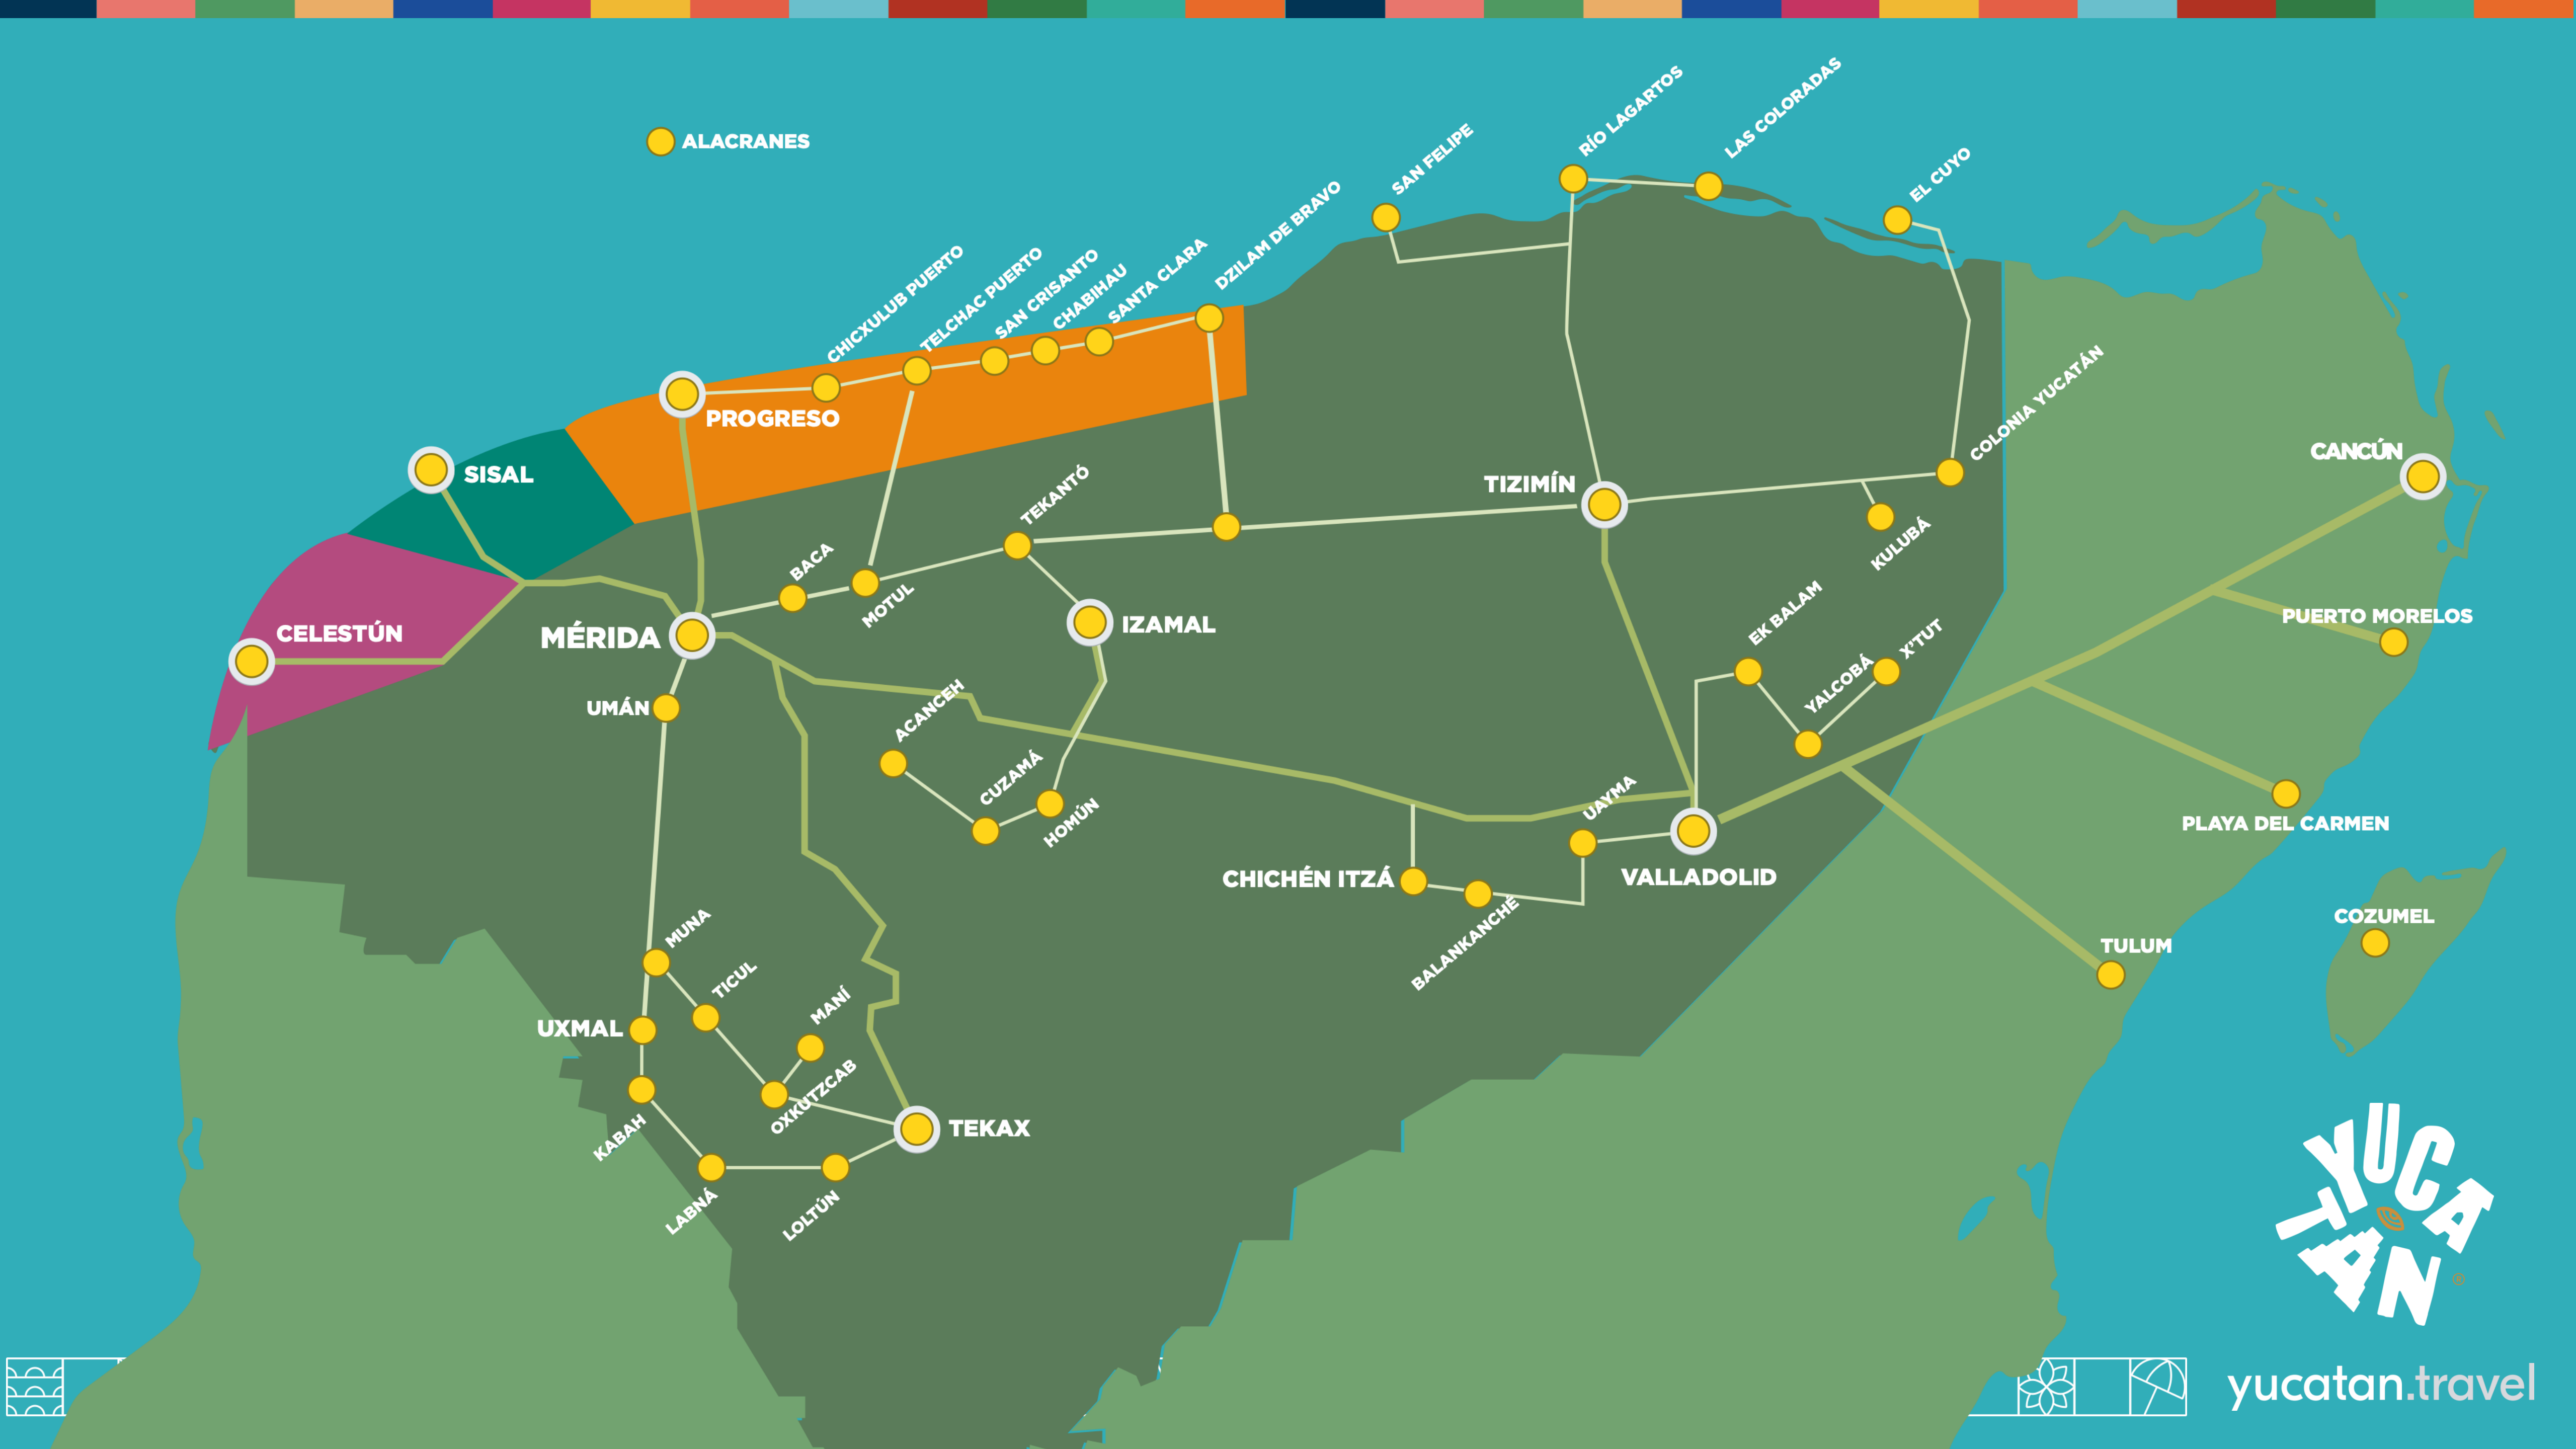 ALACRANES
SAN FELIPE
RÍO LAGARTOS
LAS COLORADAS
EL CUYO
CHICXULUB PUERTO
TELCHAC PUERTO
SAN CRISANTO
CHABIHAU
SANTA CLARA
DZILAM DE BRAVO
PROGRESO
SISAL
COLONIA YUCATÁN
CANCÚN
TIZIMÍN
TEKANTÓ
KULUBÁ
BACA
MOTUL
CELESTÚN
MÉRIDA
IZAMAL
EK BALAM
YALCOBÁ
X'TUT
PUERTO MORELOS
UMÁN
ACANCEH
CUZAMÁ
HOMÚN
UAYMA
PLAYA DEL CARMEN
CHICHÉN ITZÁ
VALLADOLID
BALANKANCHÉ
COZUMEL
TULUM
MUNA
TICUL
UXMAL
MANÍ
OXKUTZCAB
KABAH
TEKAX
LABNÁ
LOLTÚN
YUCA
TÁN
®
yucatan.travel